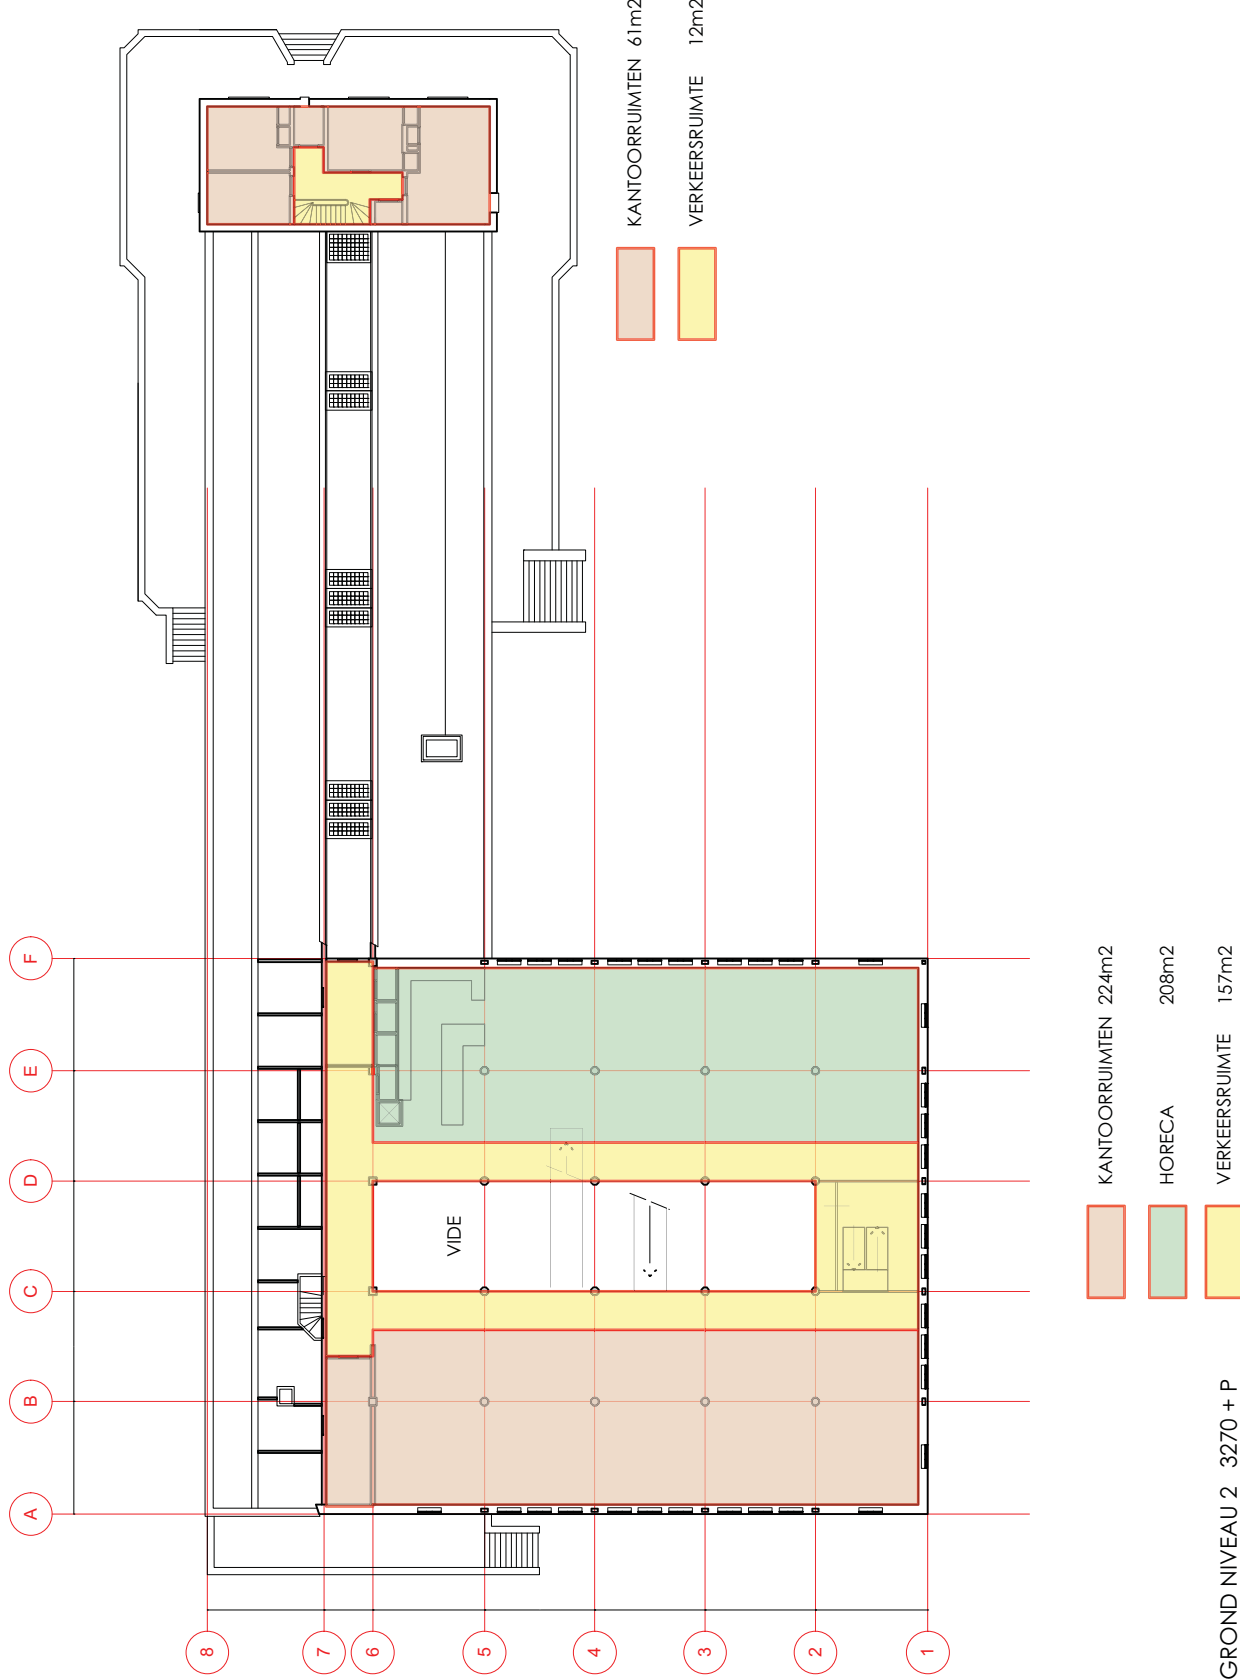 KANTOORRUIMTEN 61m2
VERKEERSRUIMTE 12m2
F
E
D
C
B
A
VIDE
8
7
6
5
4
3
2
1
KANTOORRUIMTEN 224m2
HORECA 208m2
VERKEERSRUIMTE 157m2
GROND NIVEAU 2 3270 + P